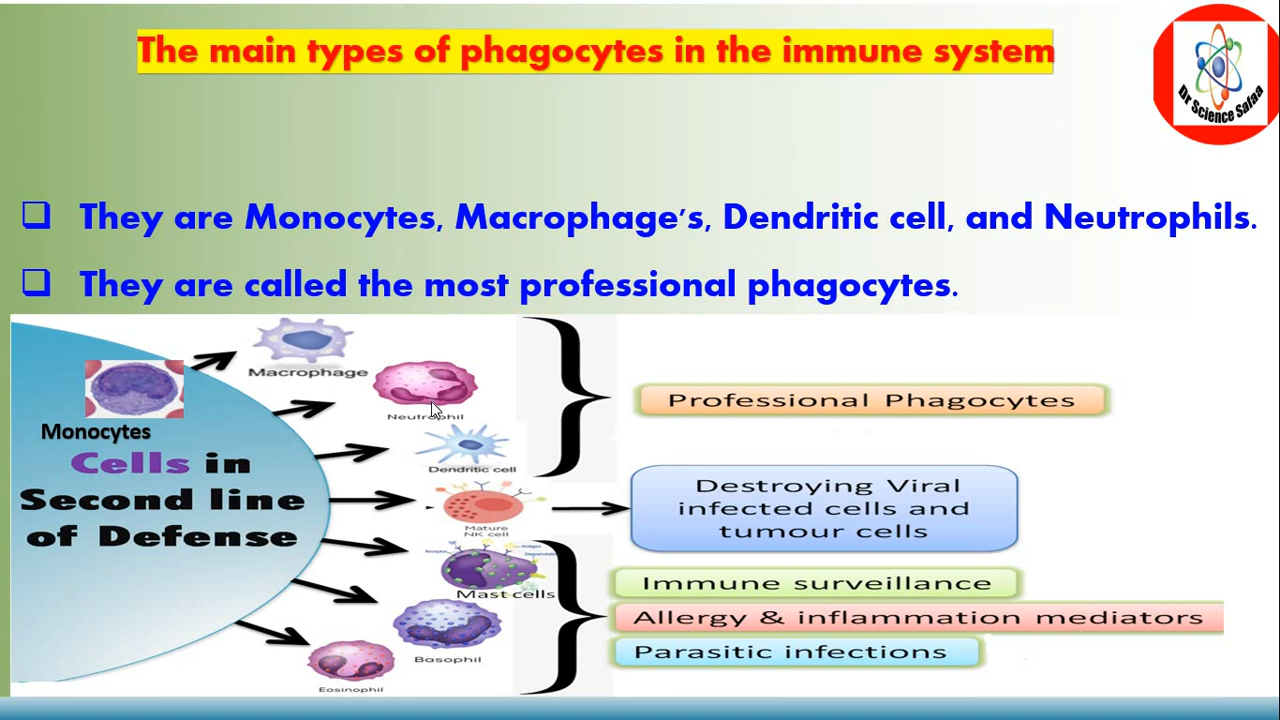 The main types of phagocytes in the immune system
Dr Science Safaa
They are Monocytes, Macrophage's, Dendritic cell, and Neutrophils.
They are called the most professional phagocytes.
Macrophage
Neutrophil
Professional Phagocytes
Monocytes
Dendritic cell
Cells in
Second line
of Defense
Destroying Viral
infected cells and
tumour cells
Mature
NK cell
Receptor
Antigen
Mast cells
Immune surveillance
Allergy & inflammation mediators
Basophil
Parasitic infections
Eosinophil